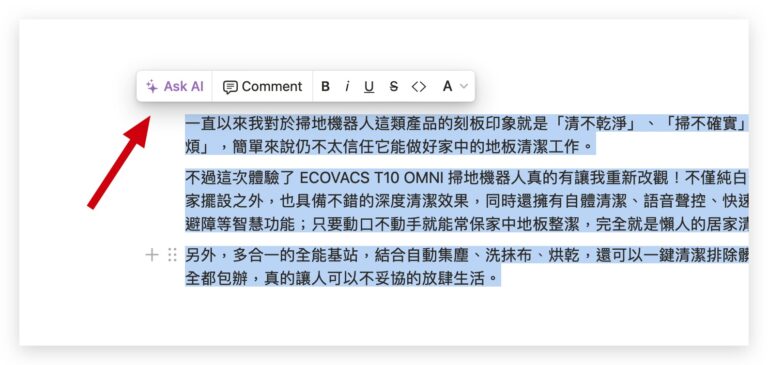 Ask AI Comment B i U S <> A
一直以來我對於掃地機器人這類產品的刻板印象就是「清不乾淨」、「掃不確實」
煩」，簡單來說仍不太信任它能做好家中的地板清潔工作。
不過這次體驗了 ECOVACS T10 OMNI 掃地機器人真的有讓我重新改觀！不僅純白
家擺設之外，也具備不錯的深度清潔效果，同時還擁有自體清潔、語音聲控、快速
避障等智慧功能；只要動口不動手就能常保家中地板整潔，完全就是懶人的居家清
另外，多合一的全能基站，結合自動集塵、洗抹布、烘乾，還可以一鍵清潔排除髒
全都包辦，真的讓人可以不妥協的放肆生活。